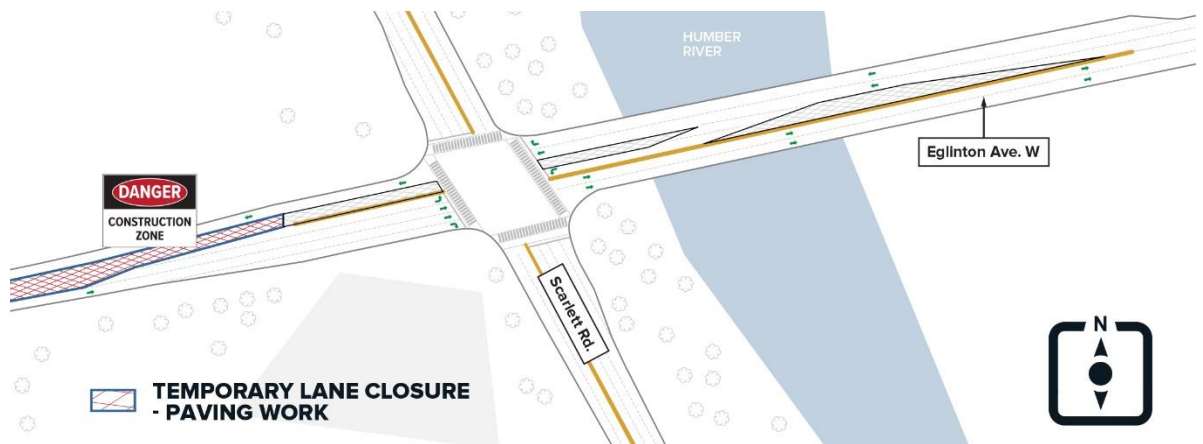 HUMBER
RIVER
Eglinton Ave. W
DANGER
CONSTRUCTION
ZONE
Scarlett Rd.
N
TEMPORARY LANE CLOSURE
- PAVING WORK